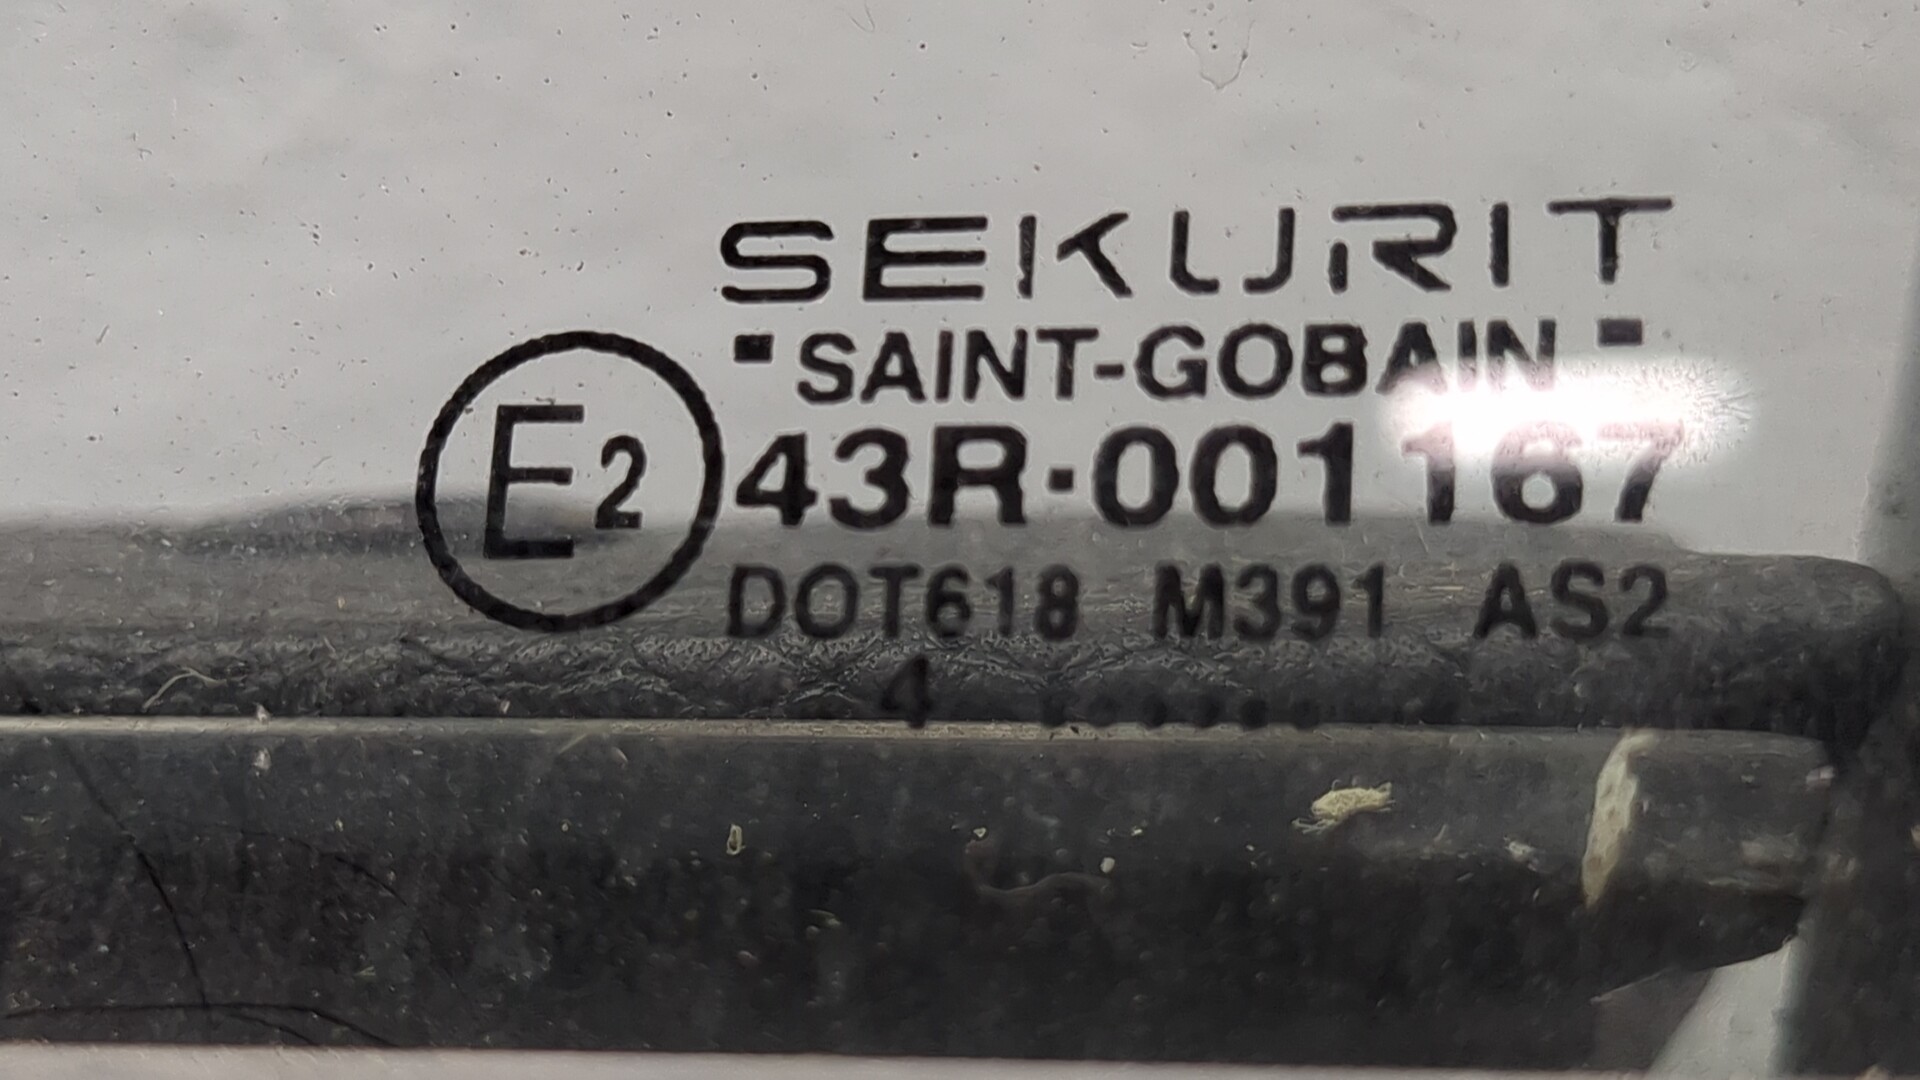 SEKURIT
"SAINT-GOBAIN"
E2 43R·001167
DOT618 M391 AS2
4 .......